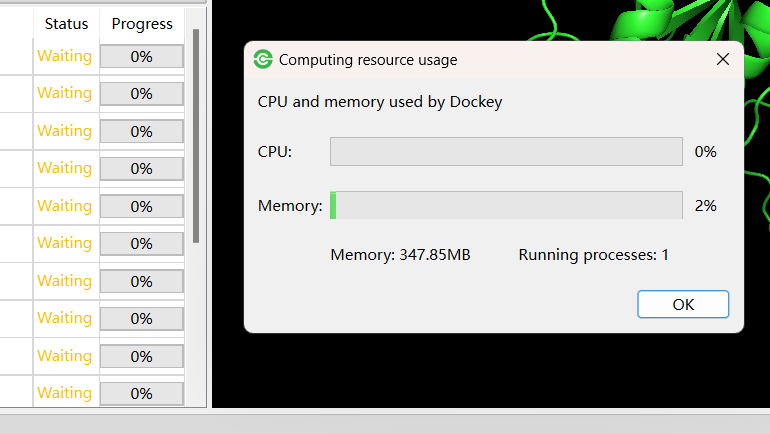 Status Progress
Waiting 0%
Waiting 0%
Waiting 0%
Waiting 0%
Waiting 0%
Waiting 0%
Waiting 0%
Waiting 0%
Waiting 0%
Waiting 0%
Computing resource usage
CPU and memory used by Dockey
CPU: 0%
Memory: 2%
Memory: 347.85MB Running processes: 1
OK